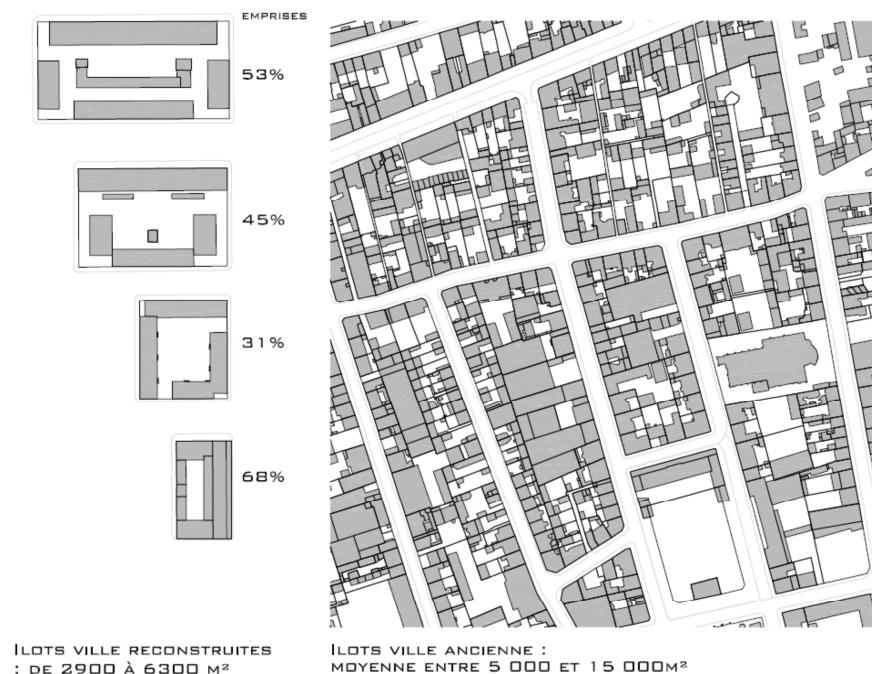 EMPRISES
53%
45%
31%
68%
ILOTS VILLE RECONSTRUITES
: DE 2900 À 6300 M²
ILOTS VILLE ANCIENNE :
MOYENNE ENTRE 5 000 ET 15 000M²